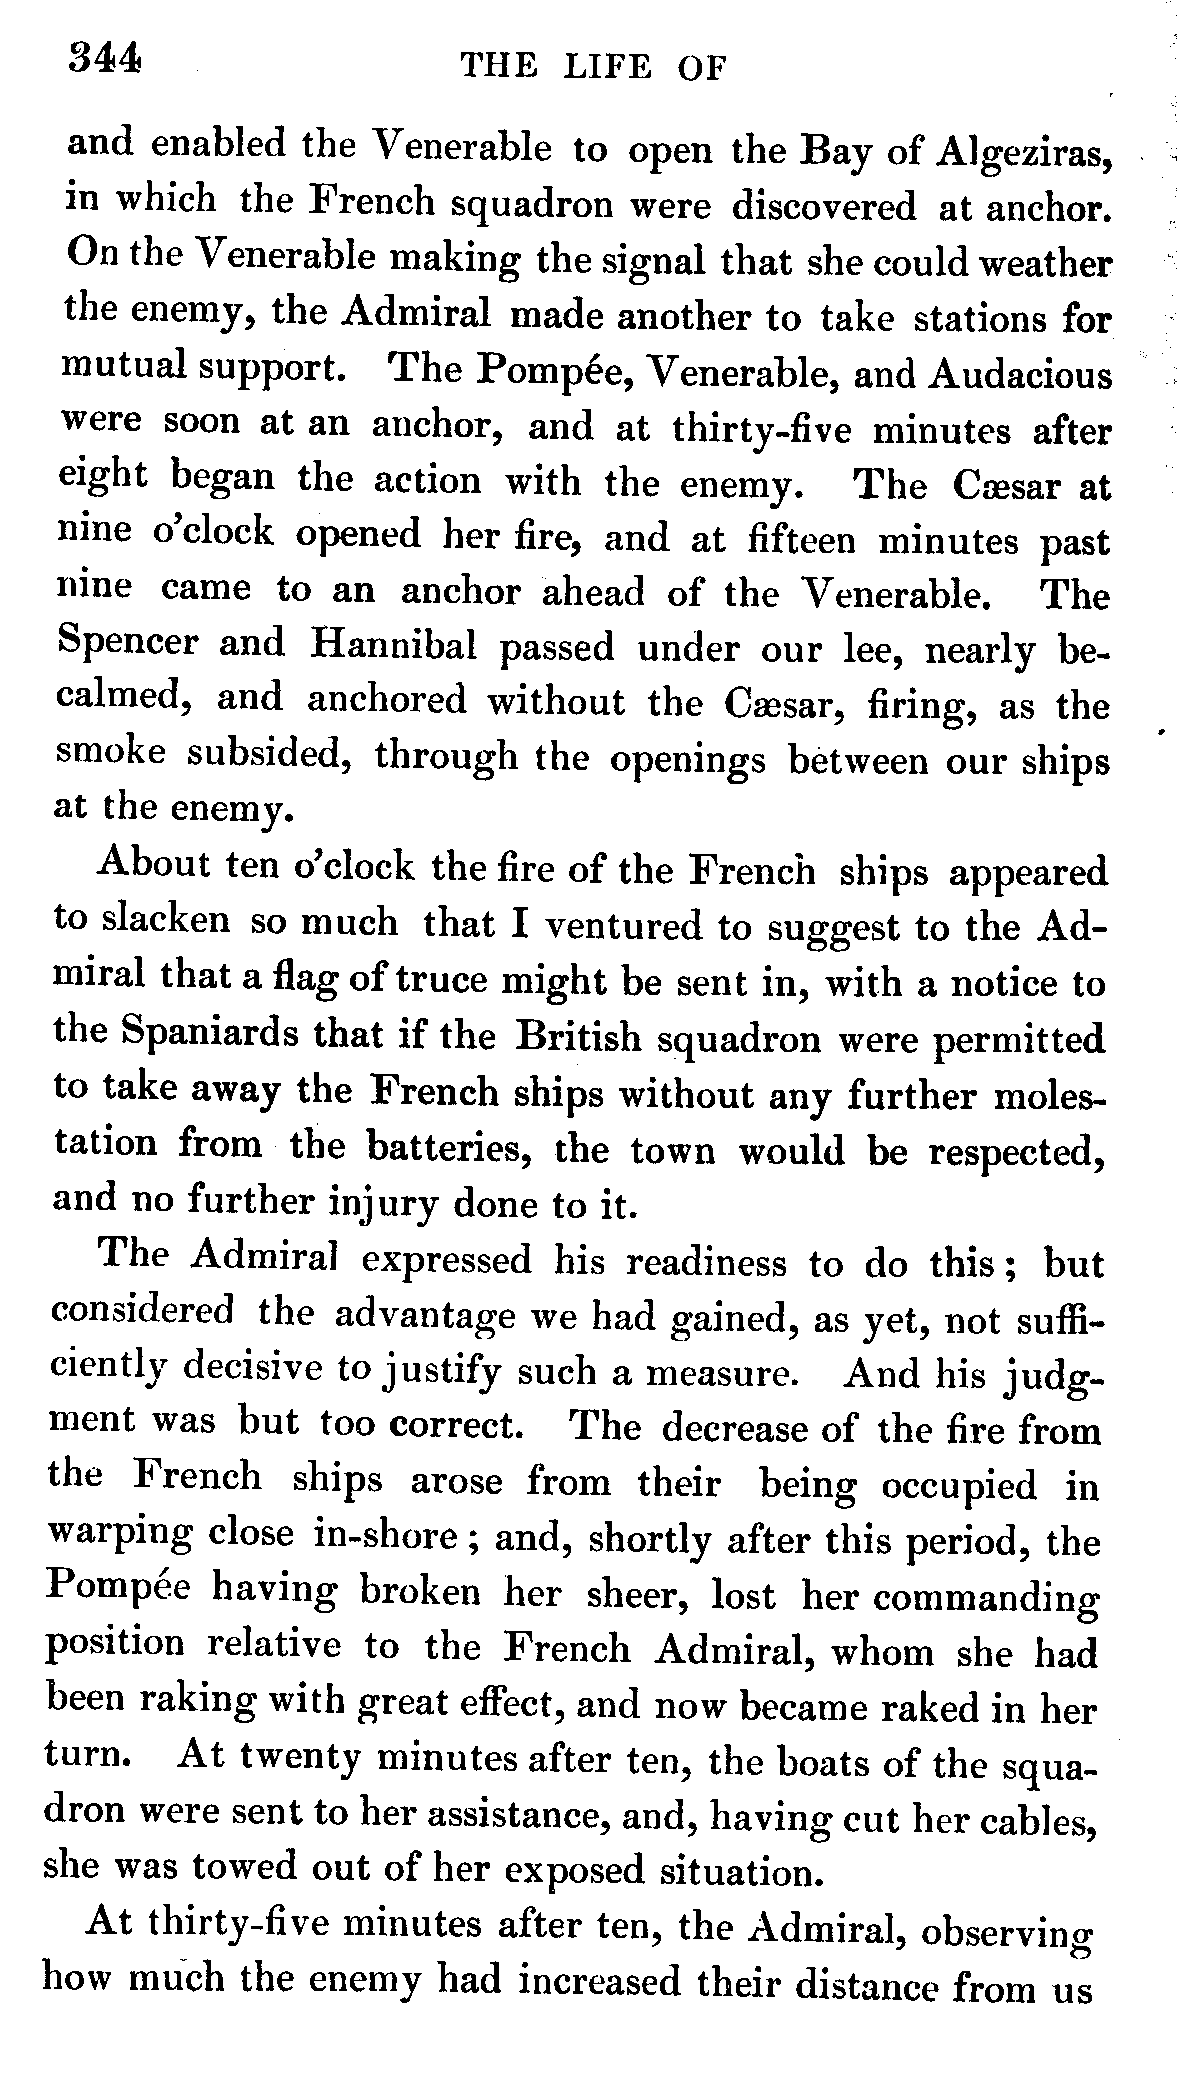 344
THE LIFE OF
and enabled the Venerable to open the Bay of Algeziras,
in which the French squadron were discovered at anchor.
On the Venerable making the signal that she could weather
the enemy, the Admiral made another to take stations for
mutual support. The Pompée, Venerable, and Audacious
were soon at an anchor, and at thirty-five minutes after
eight began the action with the enemy. The Cæsar at
nine o'clock opened her fire, and at fifteen minutes past
nine came to an anchor ahead of the Venerable. The
Spencer and Hannibal passed under our lee, nearly be-
calmed, and anchored without the Cæsar, firing, as the
smoke subsided, through the openings between our ships
at the enemy.
About ten o'clock the fire of the French ships appeared
to slacken so much that I ventured to suggest to the Ad-
miral that a flag of truce might be sent in, with a notice to
the Spaniards that if the British squadron were permitted
to take away the French ships without any further moles-
tation from the batteries, the town would be respected,
and no further injury done to it.
The Admiral expressed his readiness to do this; but
considered the advantage we had gained, as yet, not suffi-
ciently decisive to justify such a measure. And his judg-
ment was but too correct. The decrease of the fire from
the French ships arose from their being occupied in
warping close in-shore; and, shortly after this period, the
Pompée having broken her sheer, lost her commanding
position relative to the French Admiral, whom she had
been raking with great effect, and now became raked in her
turn. At twenty minutes after ten, the boats of the squa-
dron were sent to her assistance, and, having cut her cables,
she was towed out of her exposed situation.
At thirty-five minutes after ten, the Admiral, observing
how much the enemy had increased their distance from us